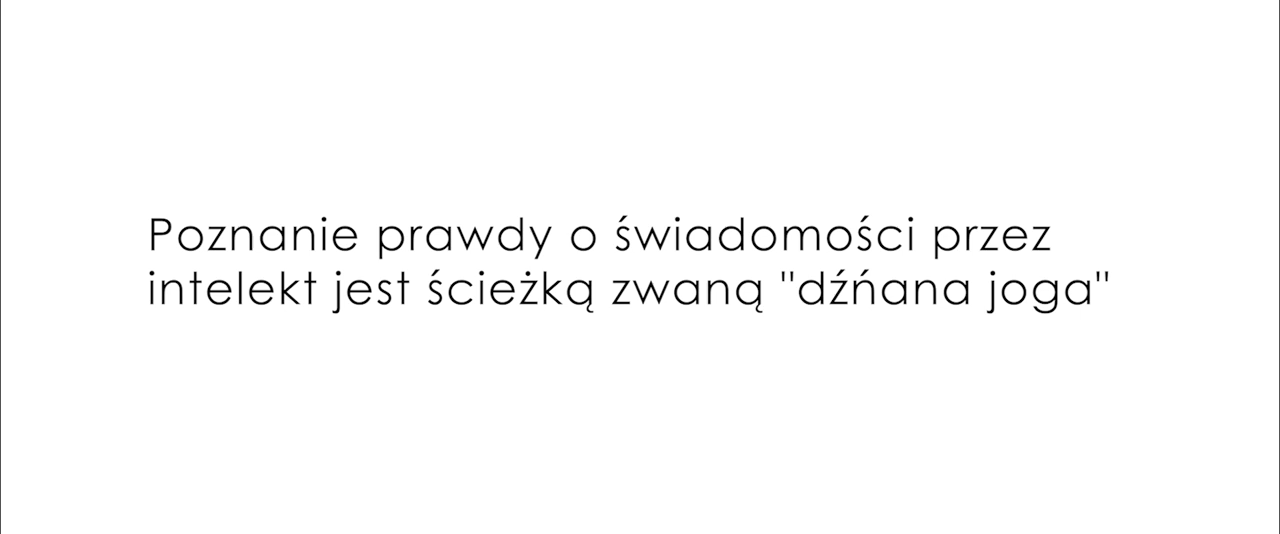 Poznanie prawdy o świadomości przez
intelekt jest ścieżką zwaną "dźńana joga"